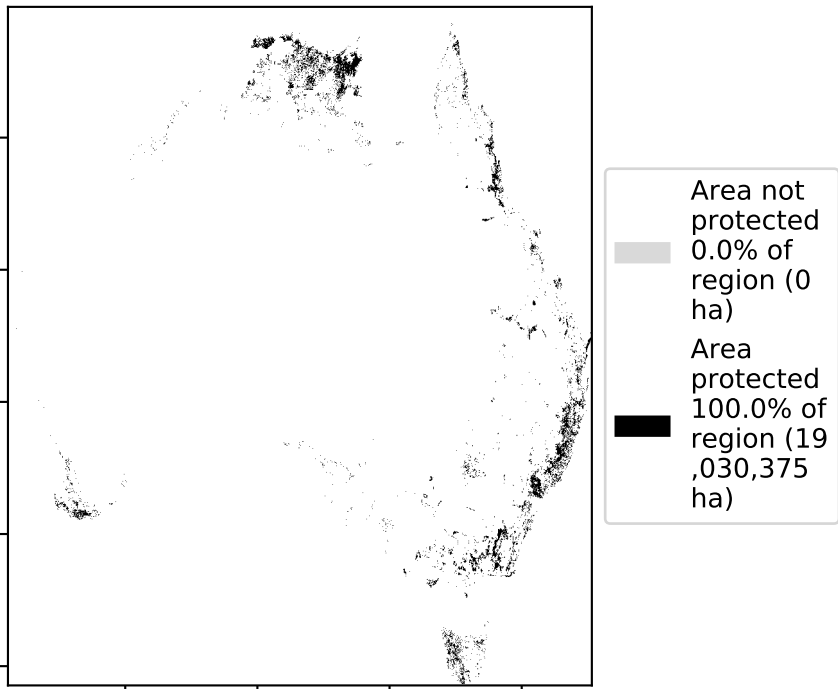 Area not
protected
0.0% of
region (0
ha)
Area
protected
100.0% of
region (19
,030,375
ha)